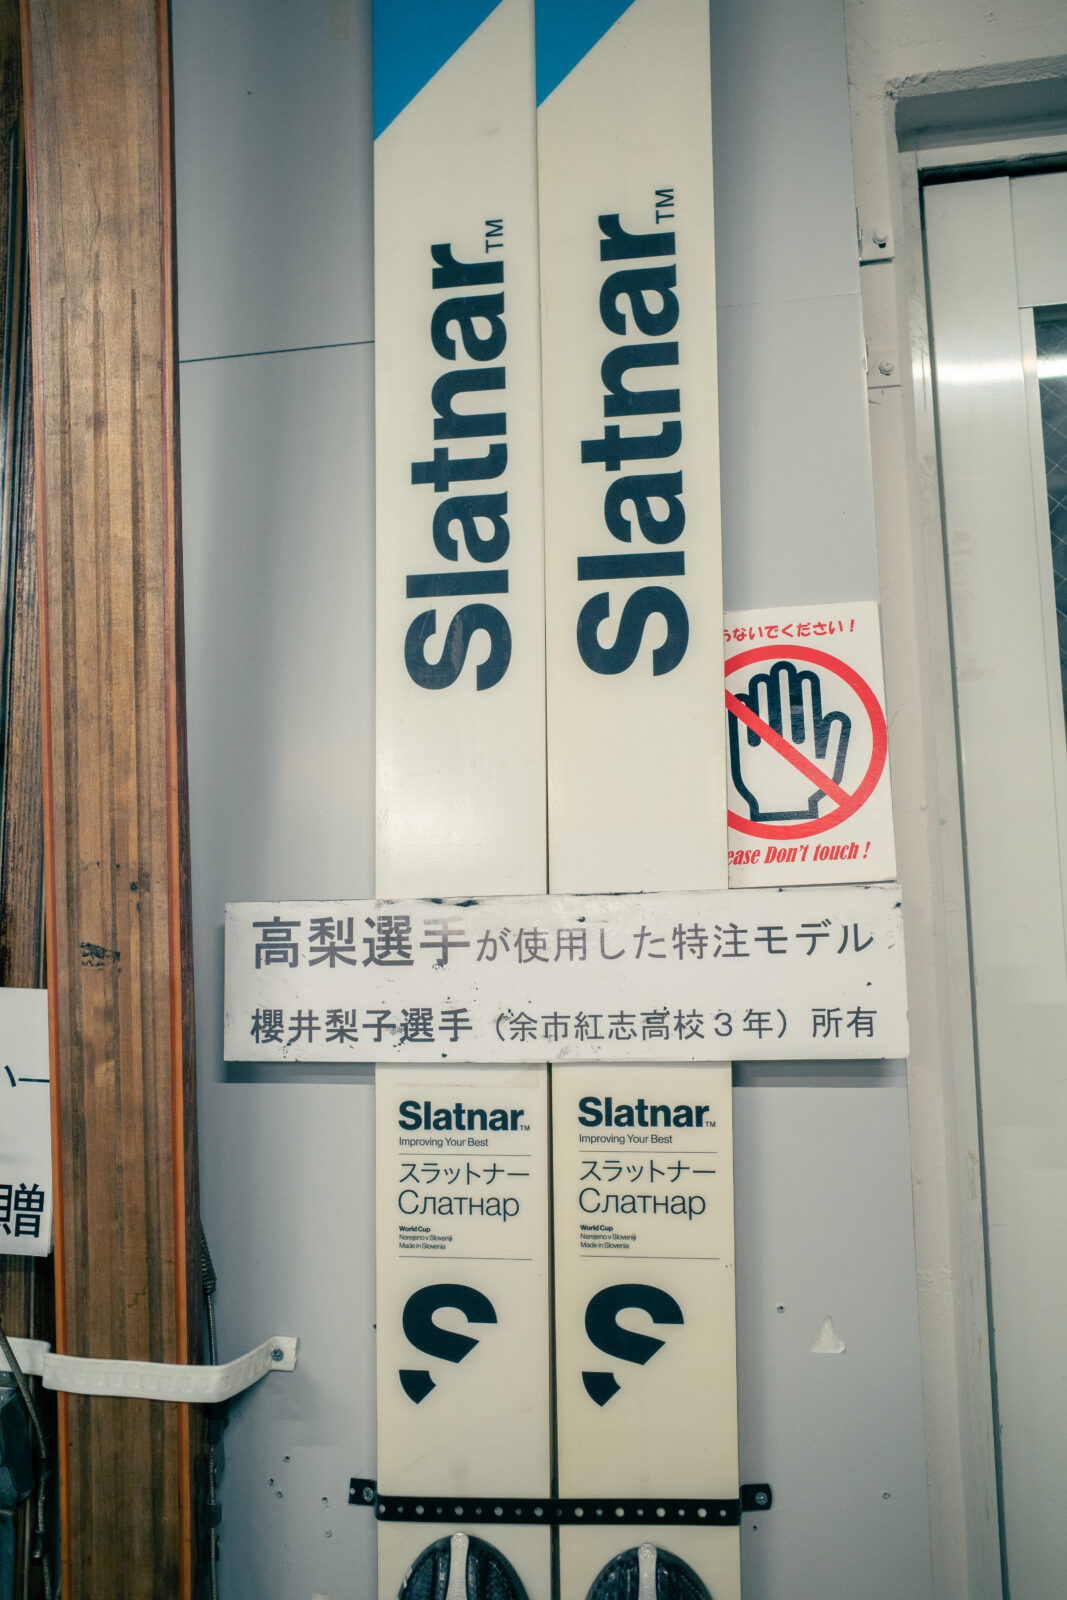 Slatnar™
Slatnar™
ないでください！
ease Don't touch !
高梨選手が使用した特注モデル
櫻井梨子選手（余市紅志高校３年）所有
Slatnar™
Improving Your Best
スラットナー
Слатнар
World Cup
Narejeno v Sloveniji
Made in Slovenia
Slatnar™
Improving Your Best
スラットナー
Слатнар
World Cup
Narejeno v Sloveniji
Made in Slovenia
贈